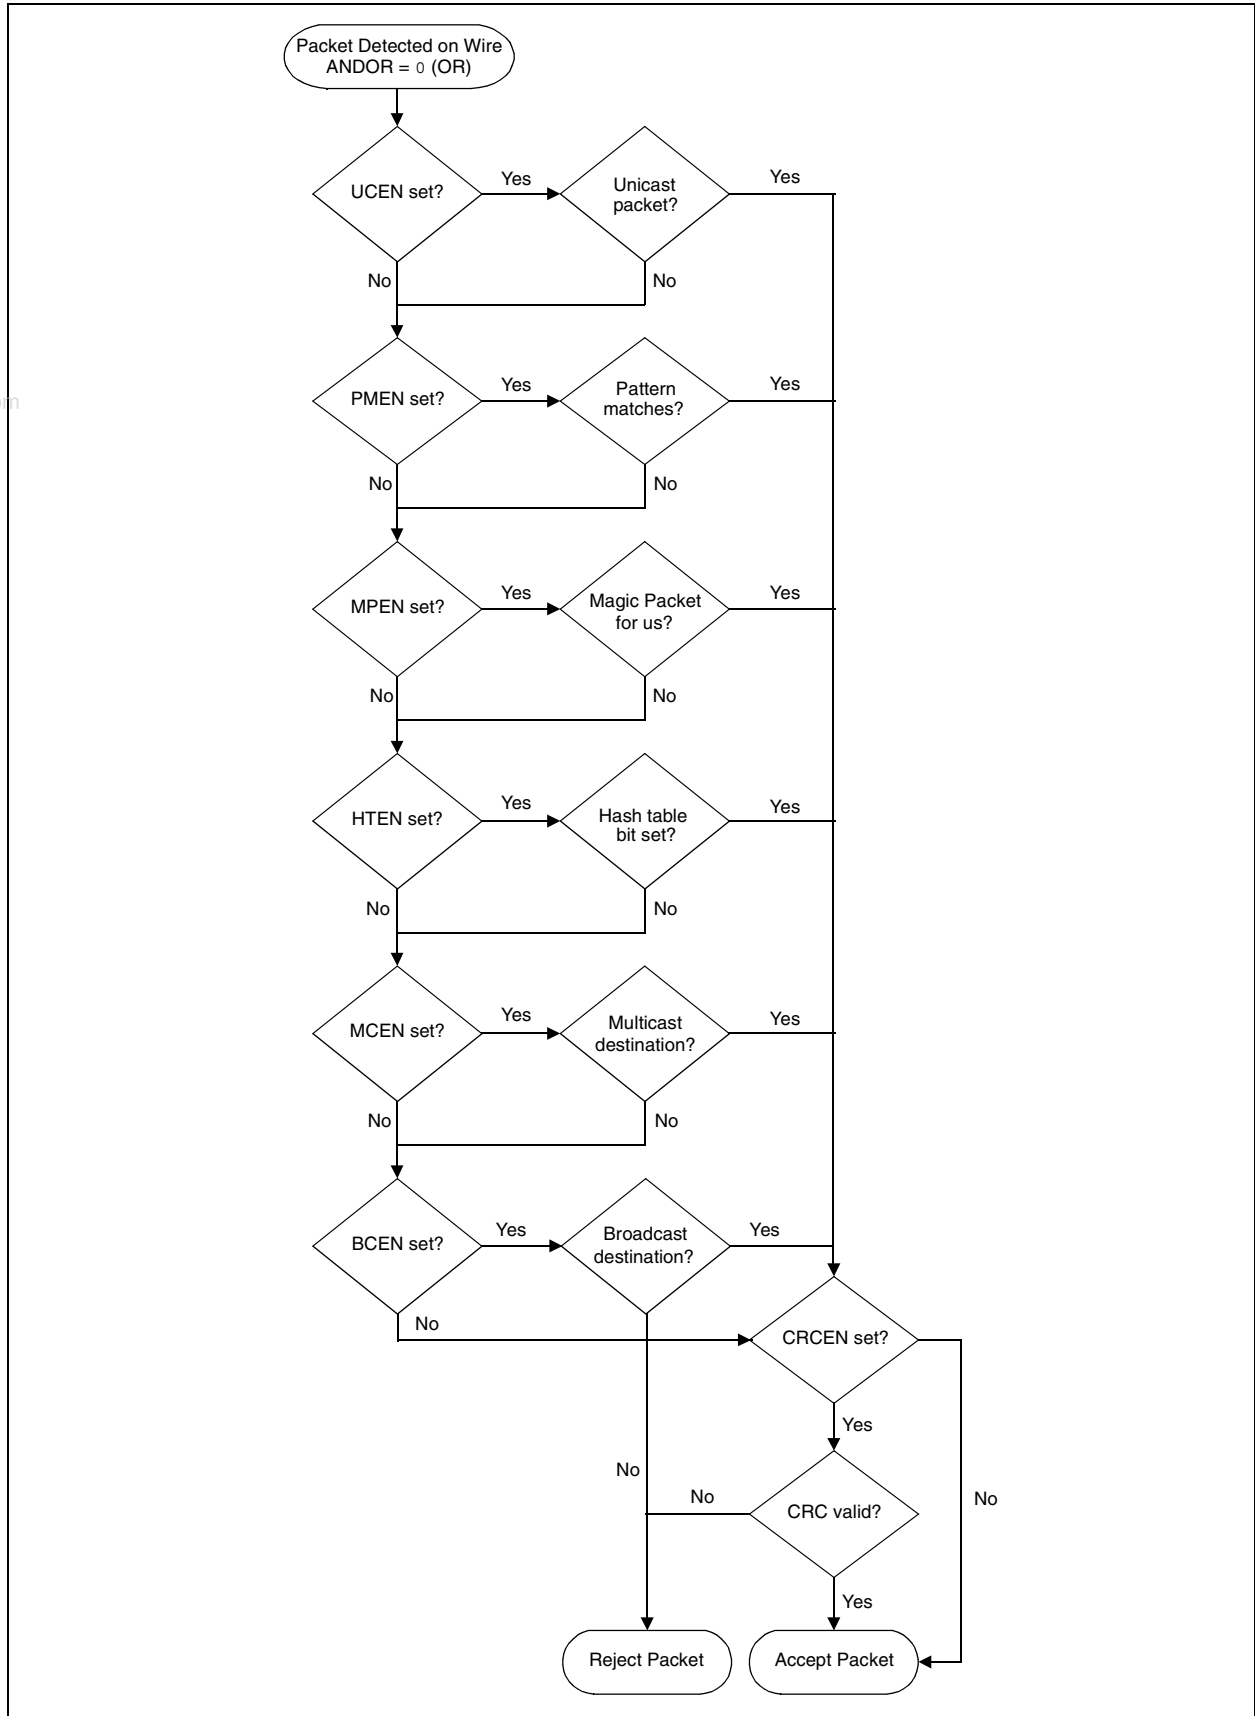 Packet Detected on Wire
ANDOR = 0 (OR)
UCEN set?
Yes
Unicast
packet?
Yes
No
No
PMEN set?
Yes
Pattern
matches?
Yes
No
No
MPEN set?
Yes
Magic Packet
for us?
Yes
No
No
HTEN set?
Yes
Hash table
bit set?
Yes
No
No
MCEN set?
Yes
Multicast
destination?
Yes
No
No
BCEN set?
Yes
Broadcast
destination?
Yes
No
CRCEN set?
Yes
No
No
CRC valid?
No
Yes
Reject Packet
Accept Packet